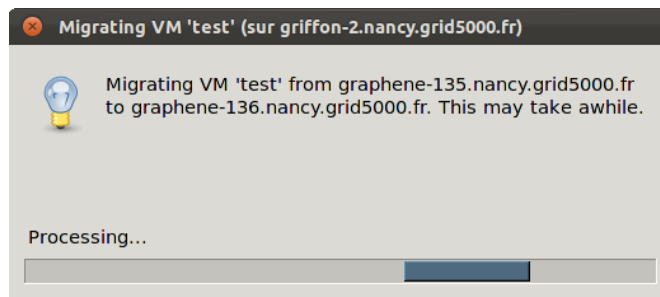 Migrating VM 'test' (sur griffon-2.nancy.grid5000.fr)
Migrating VM 'test' from graphene-135.nancy.grid5000.fr
to graphene-136.nancy.grid5000.fr. This may take awhile.
Processing...